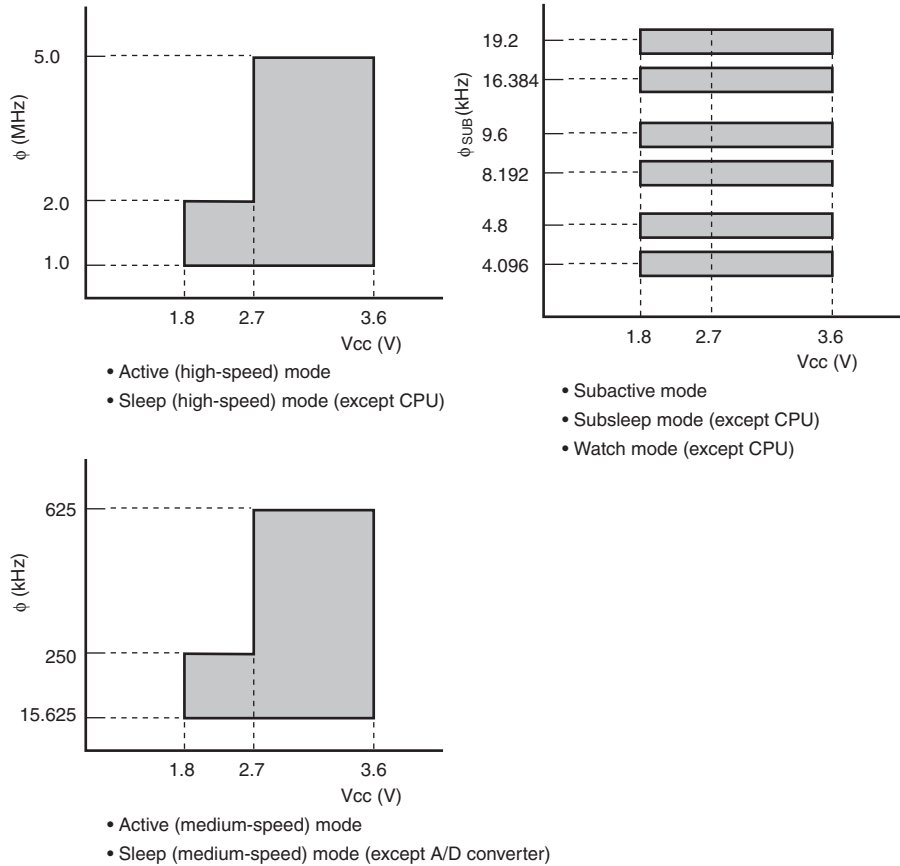 5.0
φ (MHz)
2.0
1.0
1.8 2.7 3.6
Vcc (V)
• Active (high-speed) mode
• Sleep (high-speed) mode (except CPU)
19.2
16.384
φ SUB (kHz)
9.6
8.192
4.8
4.096
1.8 2.7 3.6
Vcc (V)
• Subactive mode
• Subsleep mode (except CPU)
• Watch mode (except CPU)
625
φ (kHz)
250
15.625
1.8 2.7 3.6
Vcc (V)
• Active (medium-speed) mode
• Sleep (medium-speed) mode (except A/D converter)